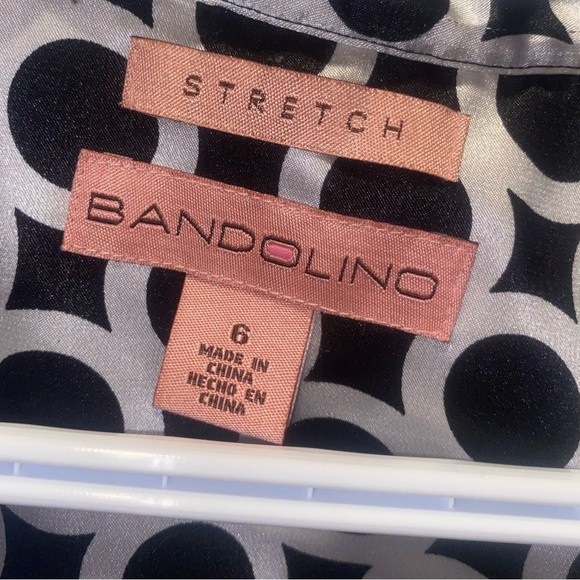 STRETCH
BANDOLINO
6
MADE IN
CHINA
HECHO EN
CHINA